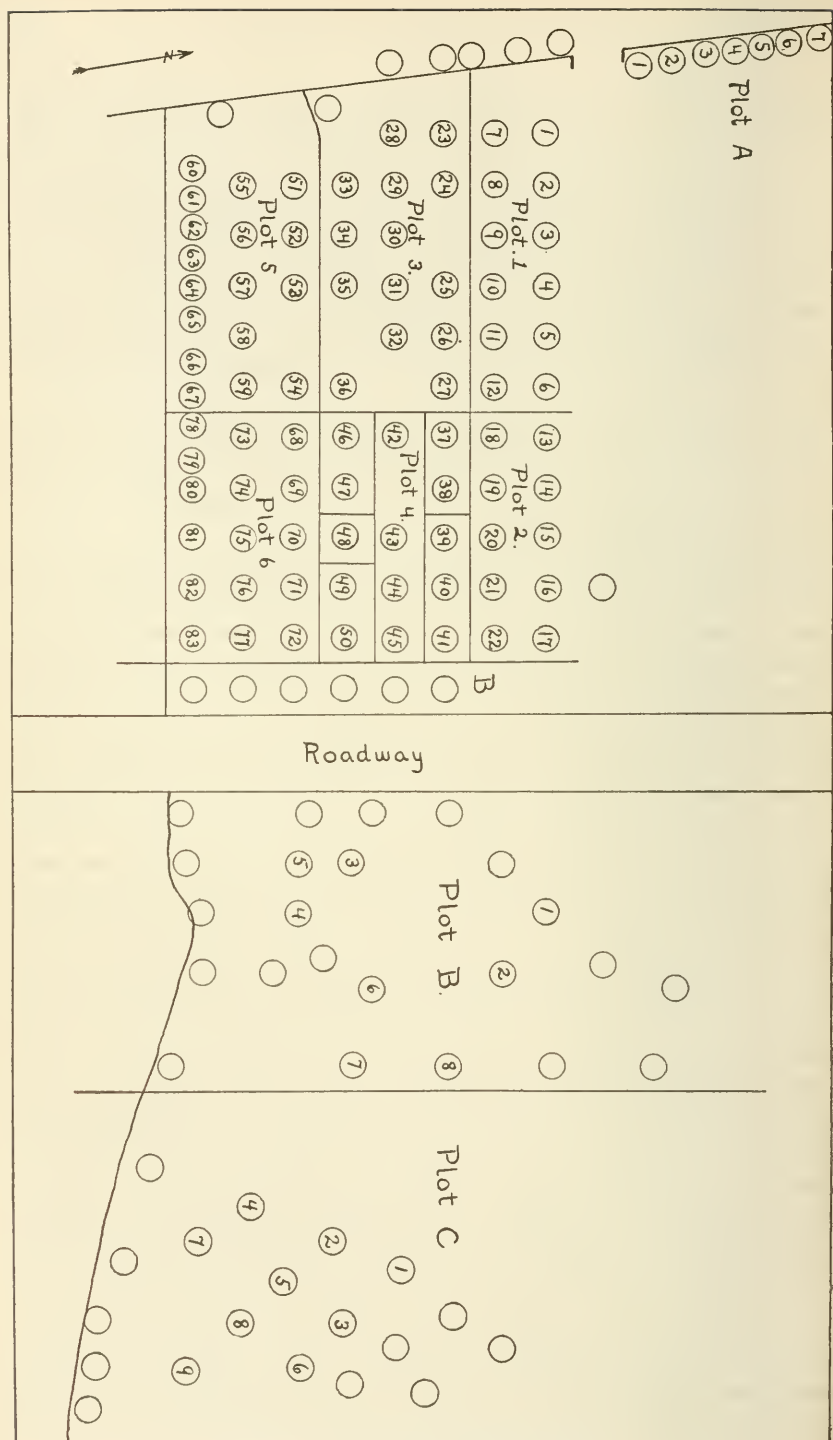 N
Plot A
1 2 3 4 5 6 7
Plot.1
1 2 3 4 5 6
7 8 9 10 11 12
Plot 2.
13 14 15 16 17
18 19 20 21 22
Plot 3.
23 24 25 26 27
28 29 30 31 32
33 34 35 36
Plot 4.
37 38 39 40 41
42 43 44 45
46 47 48 49 50
Plot 5
51 52 53 54
55 56 57 58 59
60 61 62 63 64 65 66 67
Plot 6
68 69 70 71 72
73 74 75 76 77
78 79 80 81 82 83
B
Roadway
Plot B.
1
2
3
5 4
6
7
8
Plot C
1
2
3
4
5
6
7
8
9